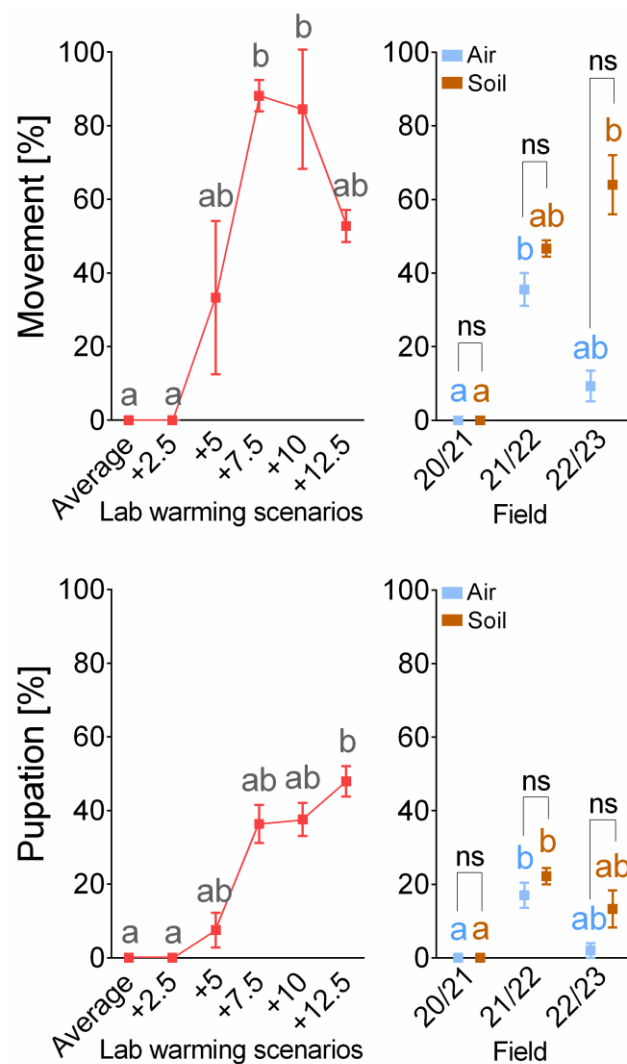 Movement [%]
100
80
60
40
20
0
a
a
ab
b
b
ab
Average
+2.5
+5
+7.5
+10
+12.5
Lab warming scenarios
100
80
60
40
20
0
Air
Soil
ns
a
a
ns
b
ab
ns
ab
b
20/21
21/22
22/23
Field
Pupation [%]
100
80
60
40
20
0
a
a
ab
ab
ab
b
Average
+2.5
+5
+7.5
+10
+12.5
Lab warming scenarios
100
80
60
40
20
0
Air
Soil
ns
a
a
ns
b
b
ns
ab
ab
20/21
21/22
22/23
Field